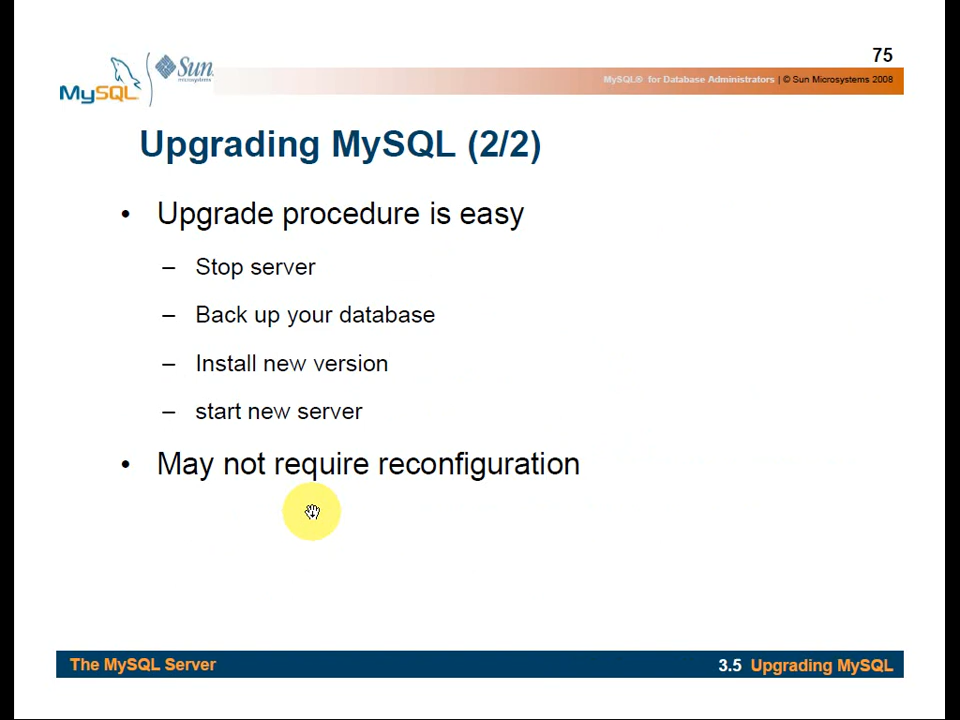 75
MySQL
Sun
microsystems
MySQL® for Database Administrators | © Sun Microsystems 2008
Upgrading MySQL (2/2)
• Upgrade procedure is easy
– Stop server
– Back up your database
– Install new version
– start new server
• May not require reconfiguration
The MySQL Server
3.5 Upgrading MySQL